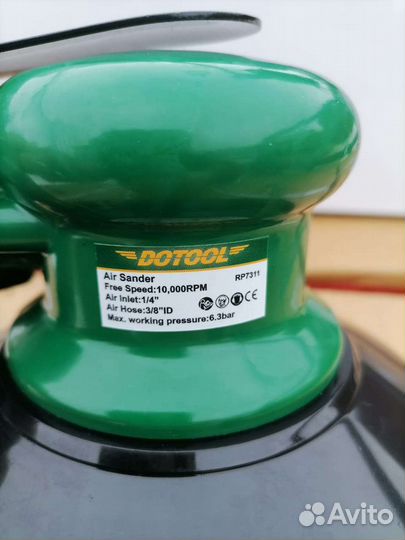 DOTOOL
Air Sander RP7311
Free Speed:10,000RPM
Air Inlet:1/4"
Air Hose:3/8"ID
Max. working pressure:6.3bar
CE
Avito